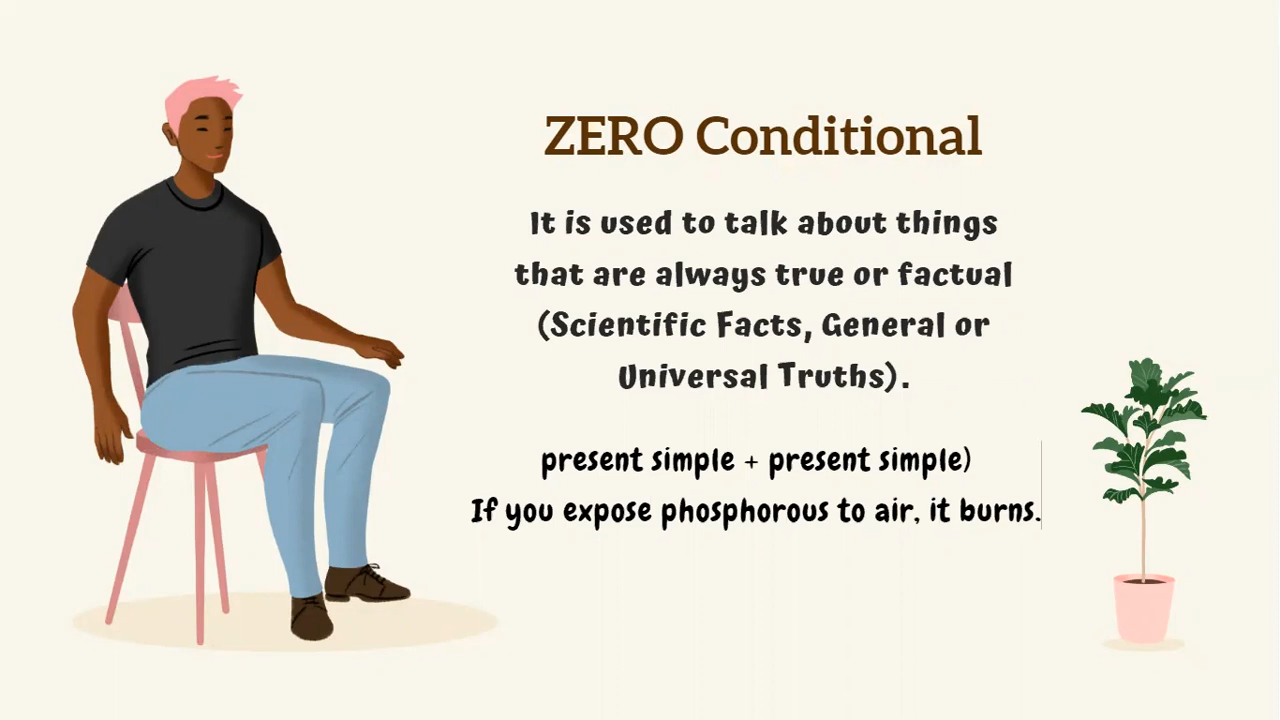 ZERO Conditional
It is used to talk about things
that are always true or factual
(Scientific Facts, General or
Universal Truths).
present simple + present simple)
If you expose phosphorous to air, it burns.